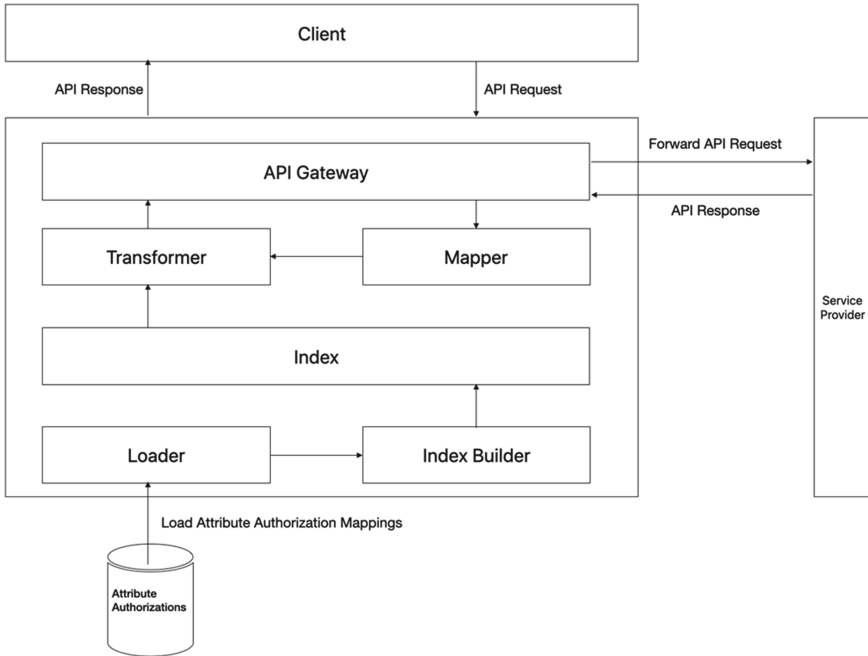 Client
API Response
API Request
API Gateway
Forward API Request
API Response
Transformer
Mapper
Service
Provider
Index
Loader
Index Builder
Load Attribute Authorization Mappings
Attribute
Authorizations